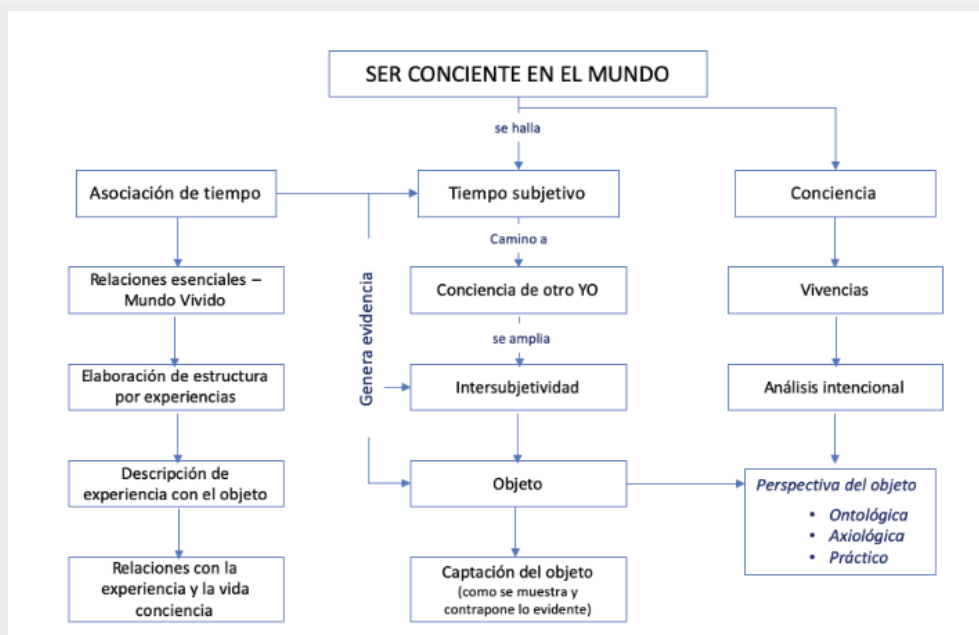 SER CONCIENTE EN EL MUNDO
se halla
Asociación de tiempo
Tiempo subjetivo
Conciencia
Camino a
Relaciones esenciales –
Mundo Vivido
Conciencia de otro YO
Vivencias
Genera evidencia
se amplia
Elaboración de estructura
por experiencias
Intersubjetividad
Análisis intencional
Descripción de
experiencia con el objeto
Objeto
Perspectiva del objeto
• Ontológica
• Axiológica
• Práctico
Relaciones con la
experiencia y la vida
conciencia
Captación del objeto
(como se muestra y
contrapone lo evidente)